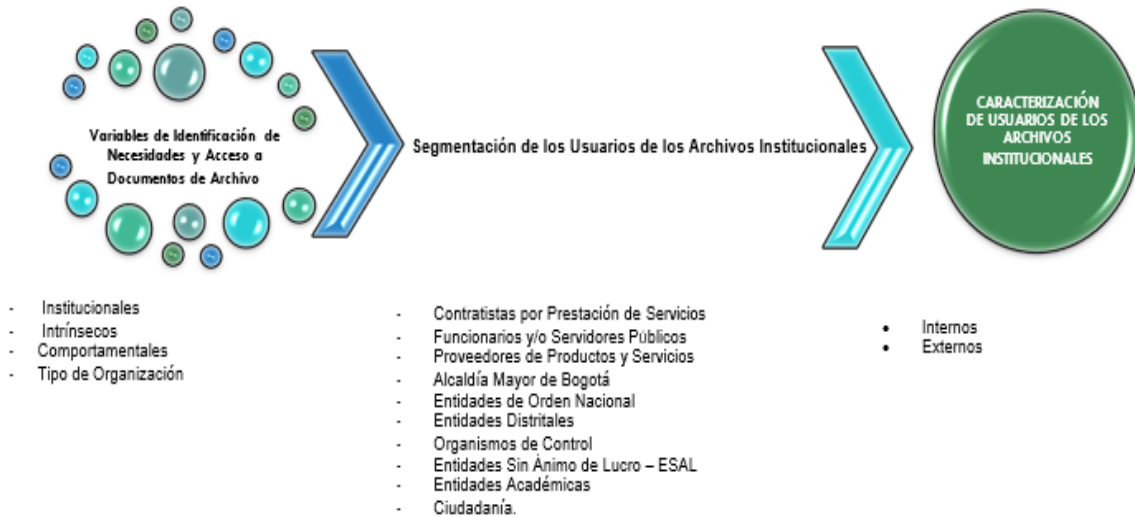 Variables de Identificación de
Necesidades y Acceso a
Documentos de Archivo
Segmentación de los Usuarios de los Archivos Institucionales
CARACTERIZACIÓN
DE USUARIOS DE LOS
ARCHIVOS
INSTITUCIONALES
- Institucionales
- Intrínsecos
- Comportamentales
- Tipo de Organización
- Contratistas por Prestación de Servicios
- Funcionarios y/o Servidores Públicos
- Proveedores de Productos y Servicios
- Alcaldía Mayor de Bogotá
- Entidades de Orden Nacional
- Entidades Distritales
- Organismos de Control
- Entidades Sin Ánimo de Lucro – ESAL
- Entidades Académicas
- Ciudadanía.
• Internos
• Externos